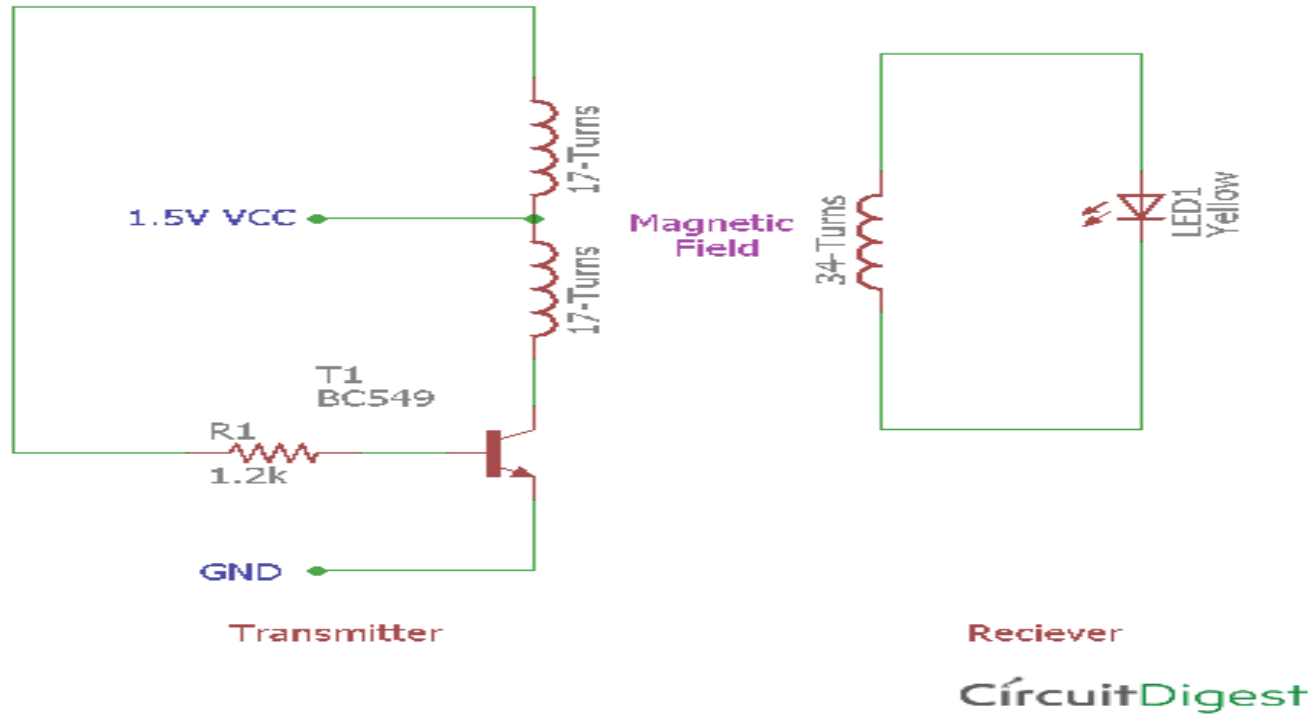 17-Turns
1.5V VCC
17-Turns
T1
BC549
R1
1.2k
GND
Transmitter
Magnetic
Field
34-Turns
LED1
Yellow
Reciever
CírcuitDigest